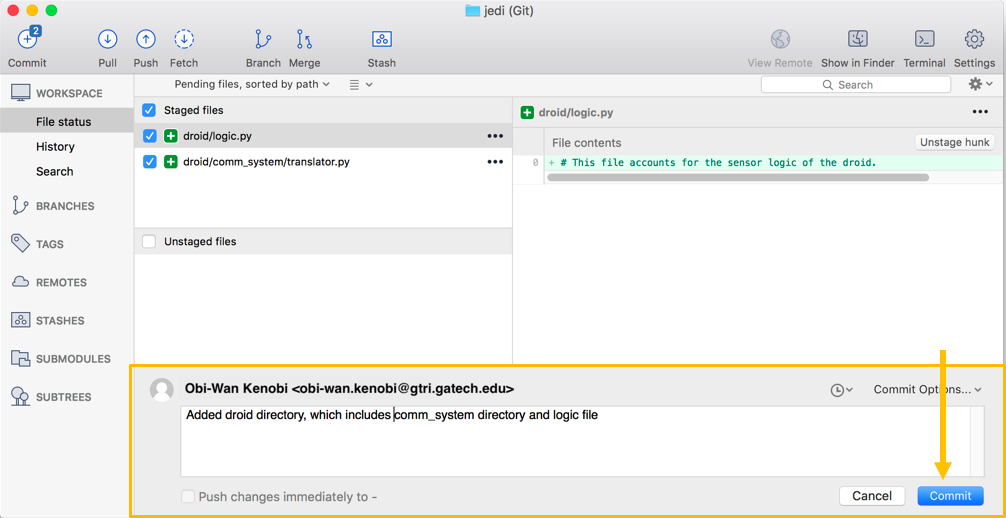 jedi (Git)
2
Commit
Pull
Push
Fetch
Branch
Merge
Stash
View Remote
Show in Finder
Terminal
Settings
WORKSPACE
File status
History
Search
BRANCHES
TAGS
REMOTES
STASHES
SUBMODULES
SUBTREES
Pending files, sorted by path
Search
Staged files
droid/logic.py
droid/comm_system/translator.py
Unstaged files
droid/logic.py
File contents
Unstage hunk
0 + # This file accounts for the sensor logic of the droid.
Obi-Wan Kenobi <obi-wan.kenobi@gtri.gatech.edu>
Commit Options...
Added droid directory, which includes comm_system directory and logic file
Push changes immediately to -
Cancel
Commit